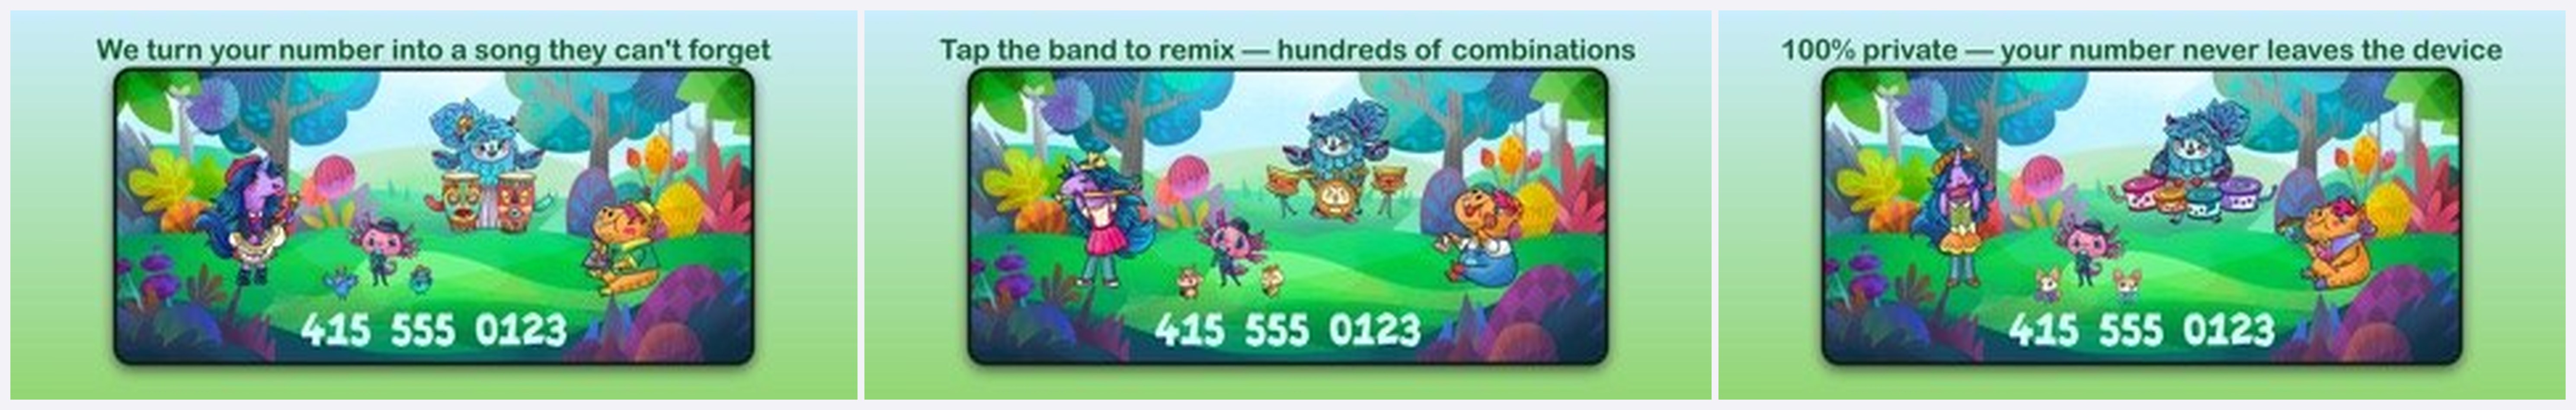 We turn your number into a song they can't forget
415 555 0123
Tap the band to remix — hundreds of combinations
415 555 0123
100% private — your number never leaves the device
415 555 0123